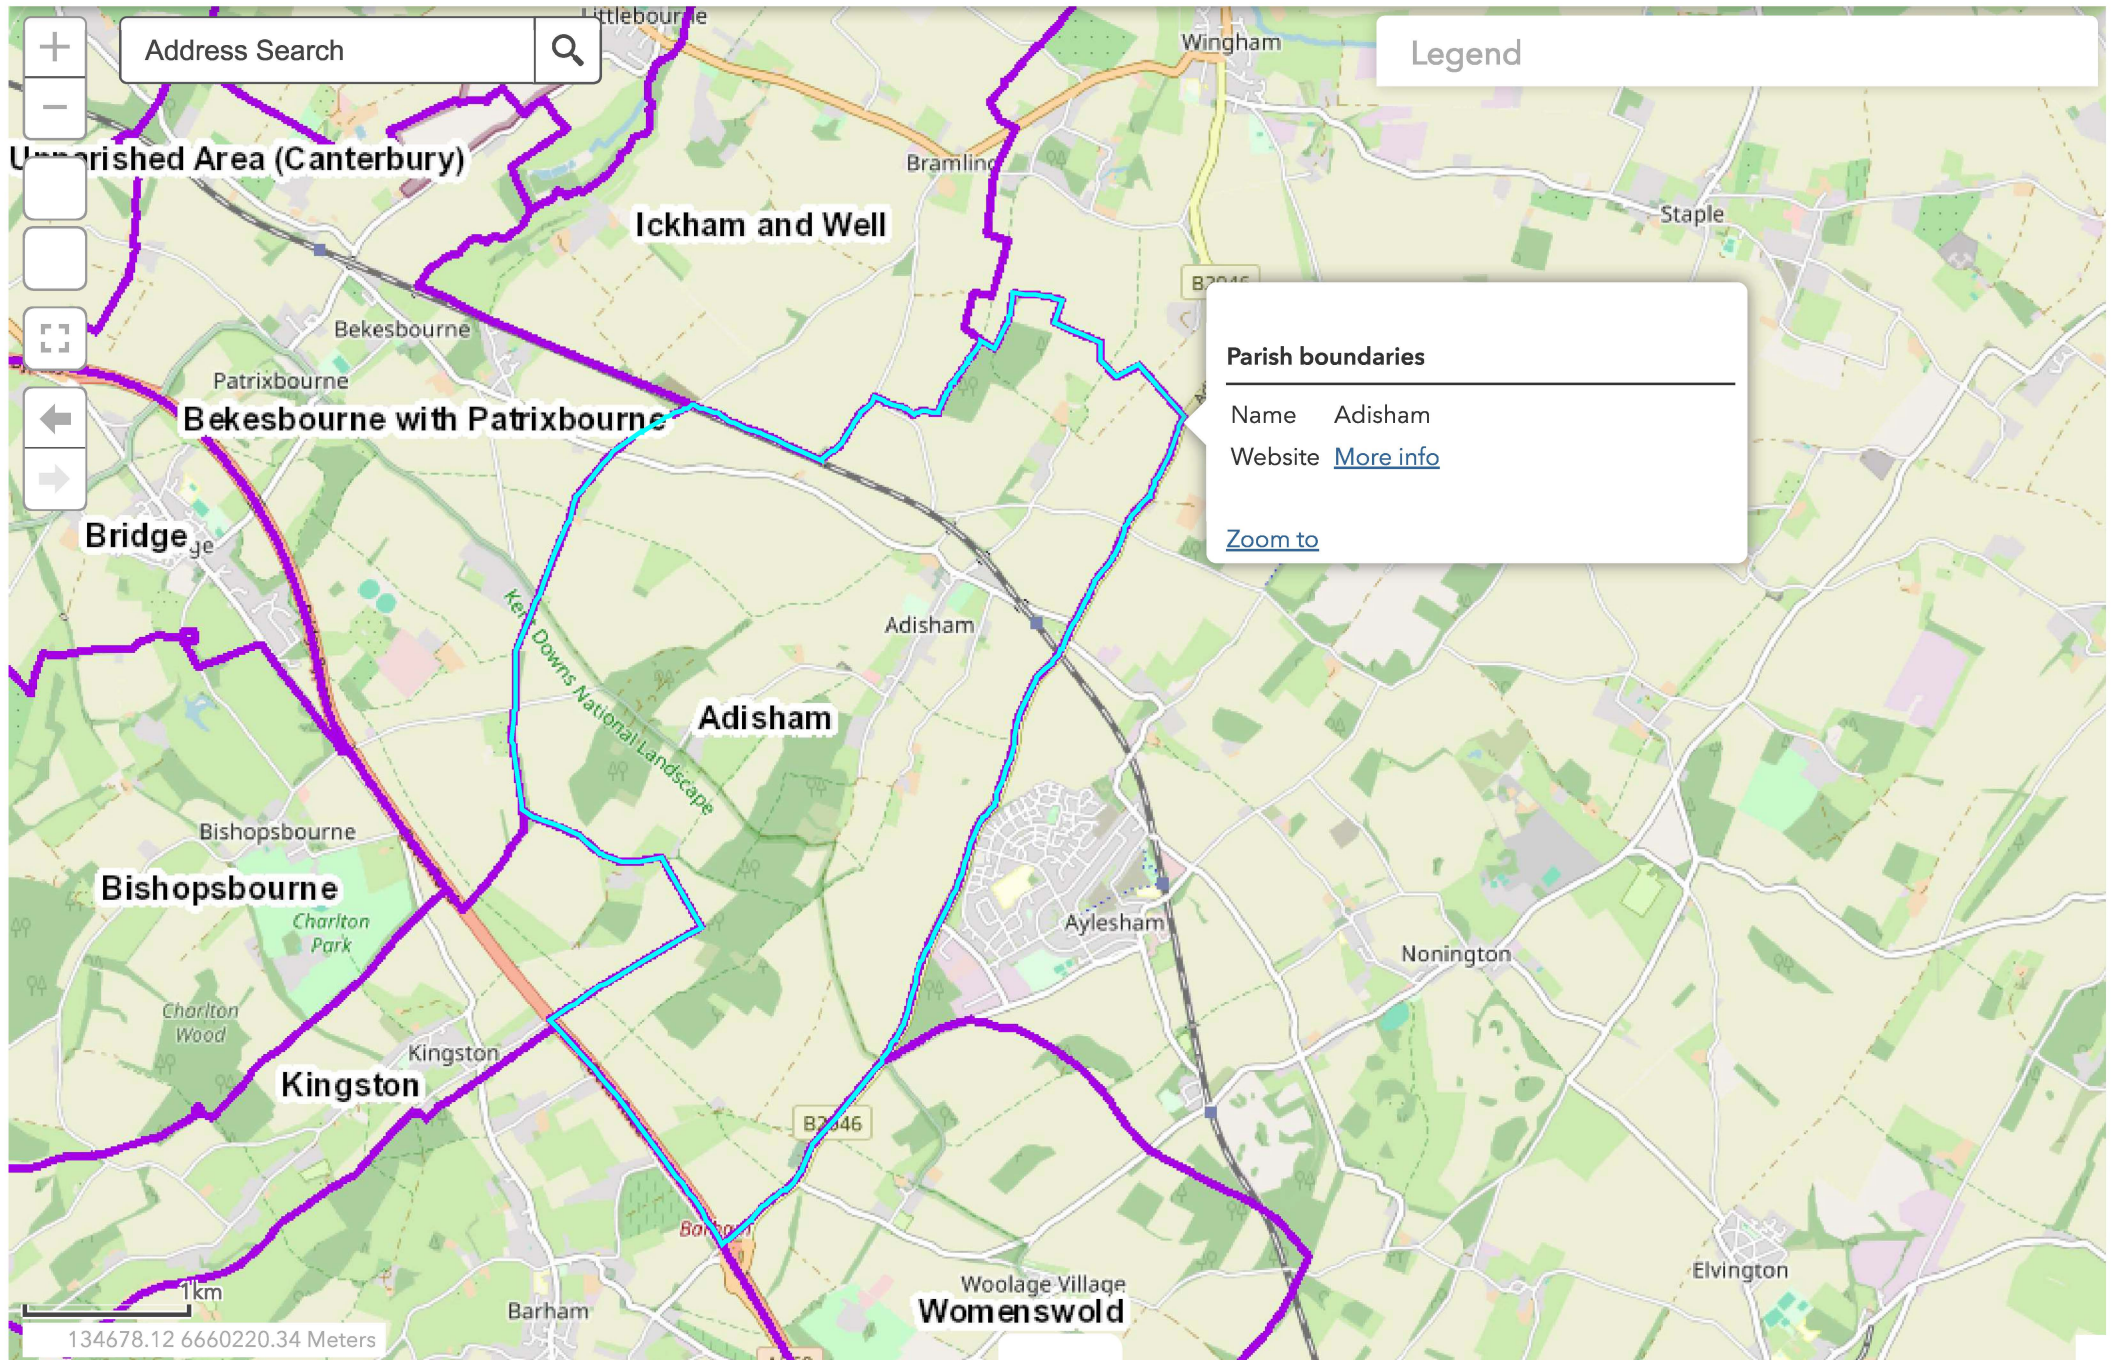 Littlebourne
Wingham
Address Search
Legend
Unparished Area (Canterbury)
Bramling
Ickham and Well
Staple
B2046
Bekesbourne
Patrixbourne
Bekesbourne with Patrixbourne
Parish boundaries
Name Adisham
Website More info
Zoom to
Bridge
Adisham
Kent Downs National Landscape
Adisham
Bishopsbourne
Bishopsbourne
Charlton
Park
Aylesham
Nonington
Charlton
Wood
Kingston
Kingston
B2046
Barham
Elvington
Woolage Village
Womenswold
1km
Barham
134678.12 6660220.34 Meters